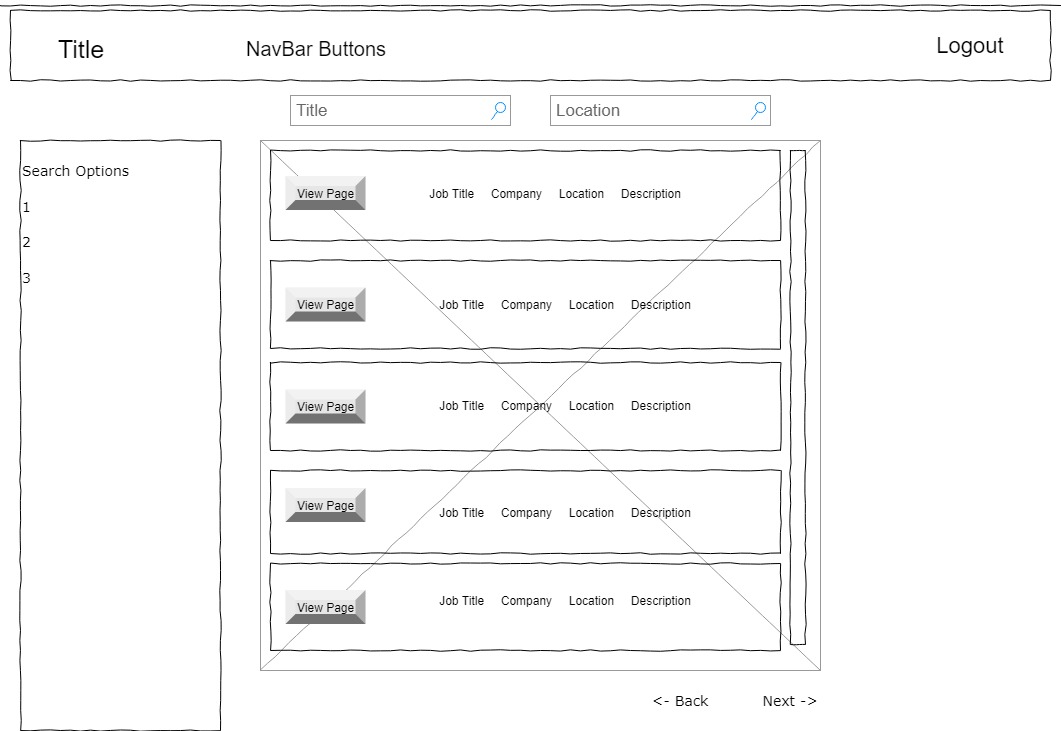 Title NavBar Buttons Logout
Title Location
Search Options
1
2
3
View Page Job Title Company Location Description
View Page Job Title Company Location Description
View Page Job Title Company Location Description
View Page Job Title Company Location Description
View Page Job Title Company Location Description
<- Back Next ->